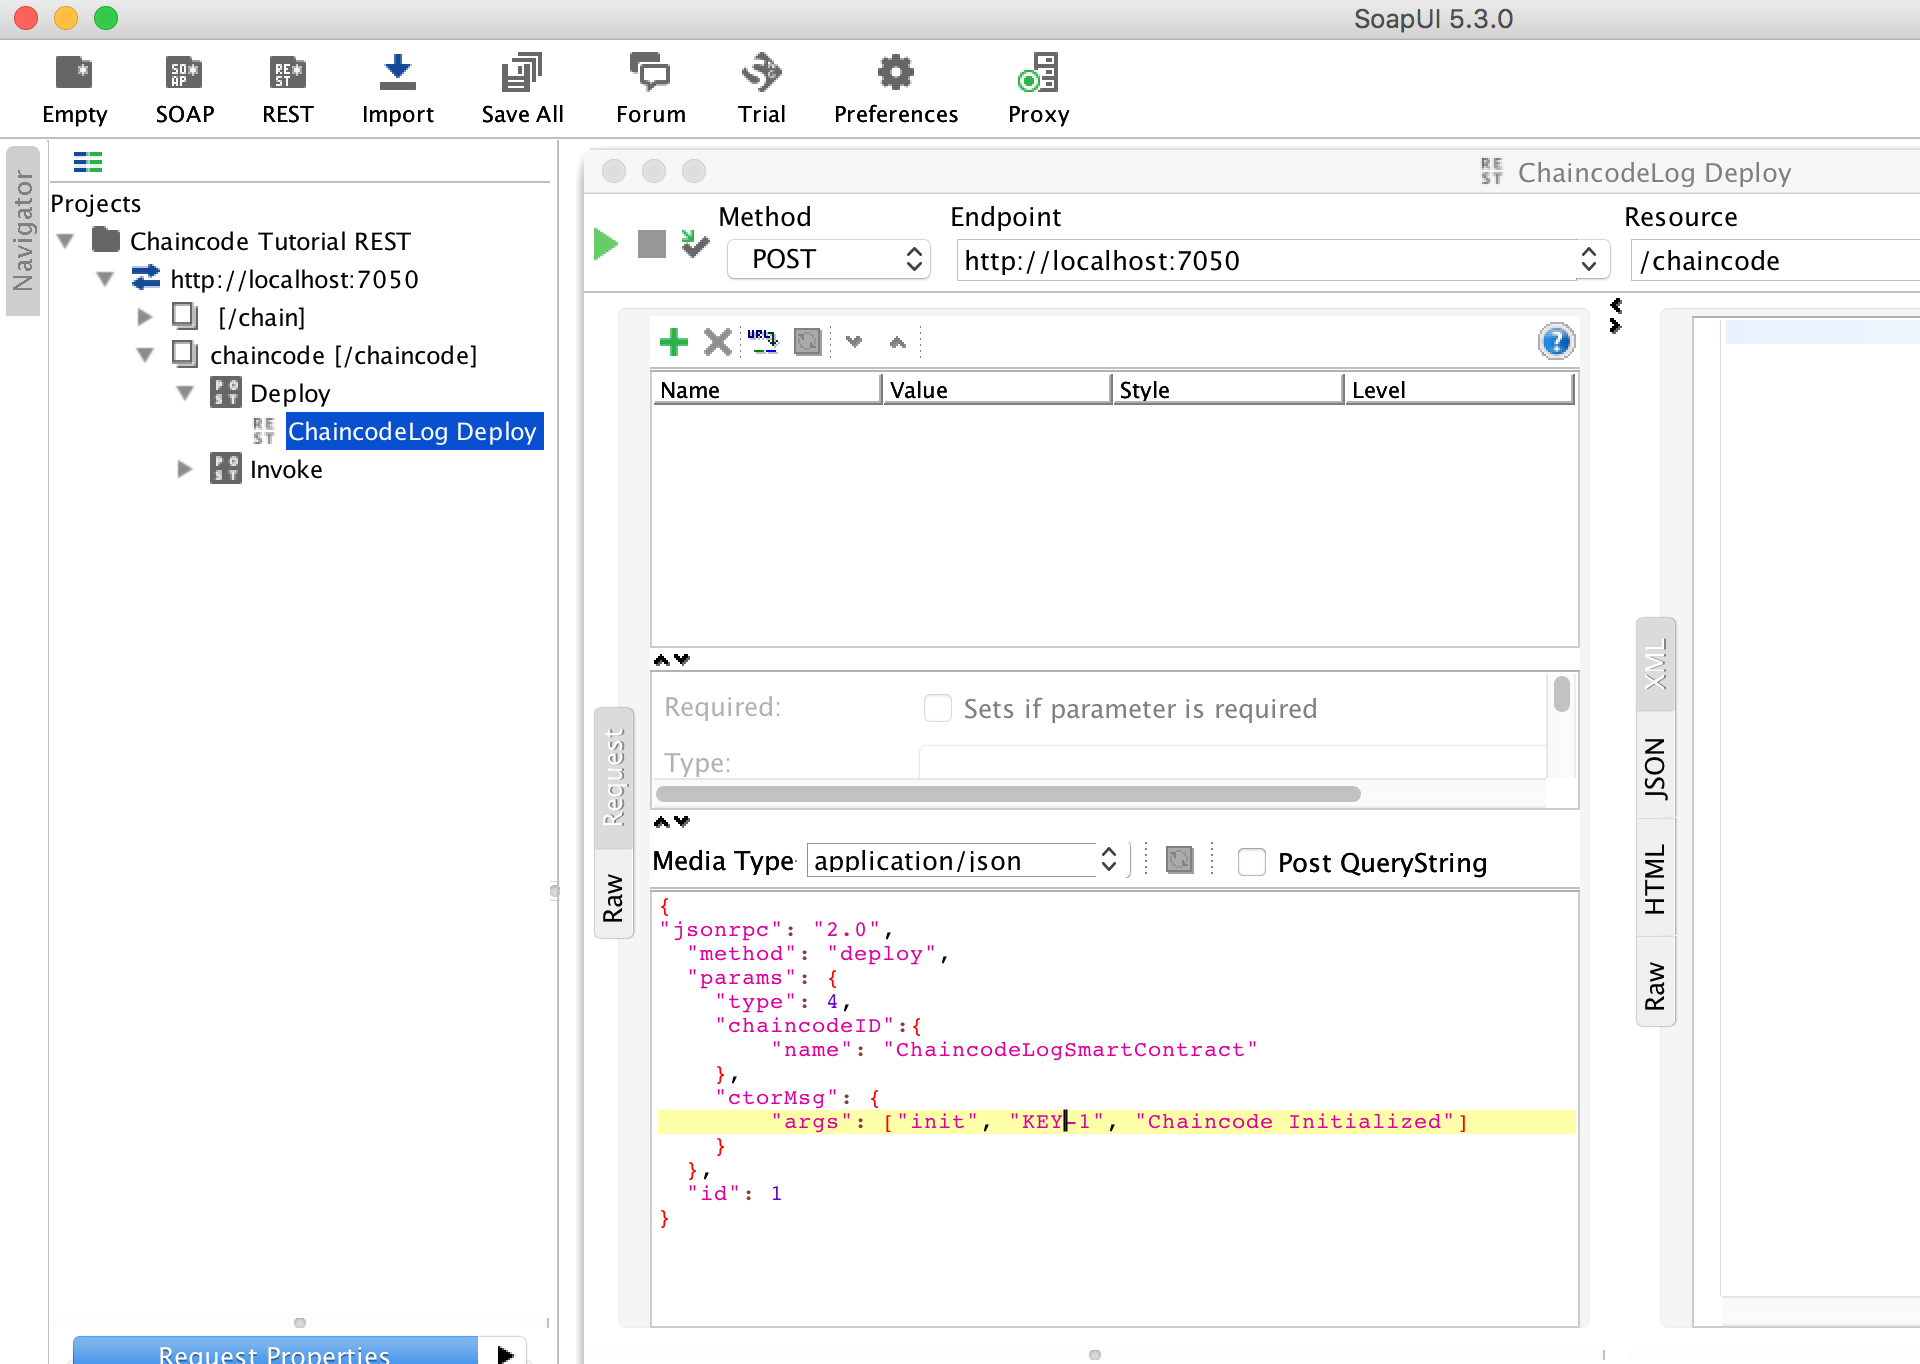 SoapUI 5.3.0
Empty SOAP REST Import Save All Forum Trial Preferences Proxy
Navigator
Projects
Chaincode Tutorial REST
http://localhost:7050
[/chain]
chaincode [/chaincode]
Deploy
ChaincodeLog Deploy
Invoke
Request Properties
ChaincodeLog Deploy
Method Endpoint Resource
POST http://localhost:7050 /chaincode
Name Value Style Level
Required: Sets if parameter is required
Type:
Request
Raw
Media Type application/json Post QueryString
{
"jsonrpc": "2.0",
"method": "deploy",
"params": {
"type": 4,
"chaincodeID":{
"name": "ChaincodeLogSmartContract"
},
"ctorMsg": {
"args": ["init", "KEY-1", "Chaincode Initialized"]
}
},
"id": 1
}
XML
JSON
HTML
Raw